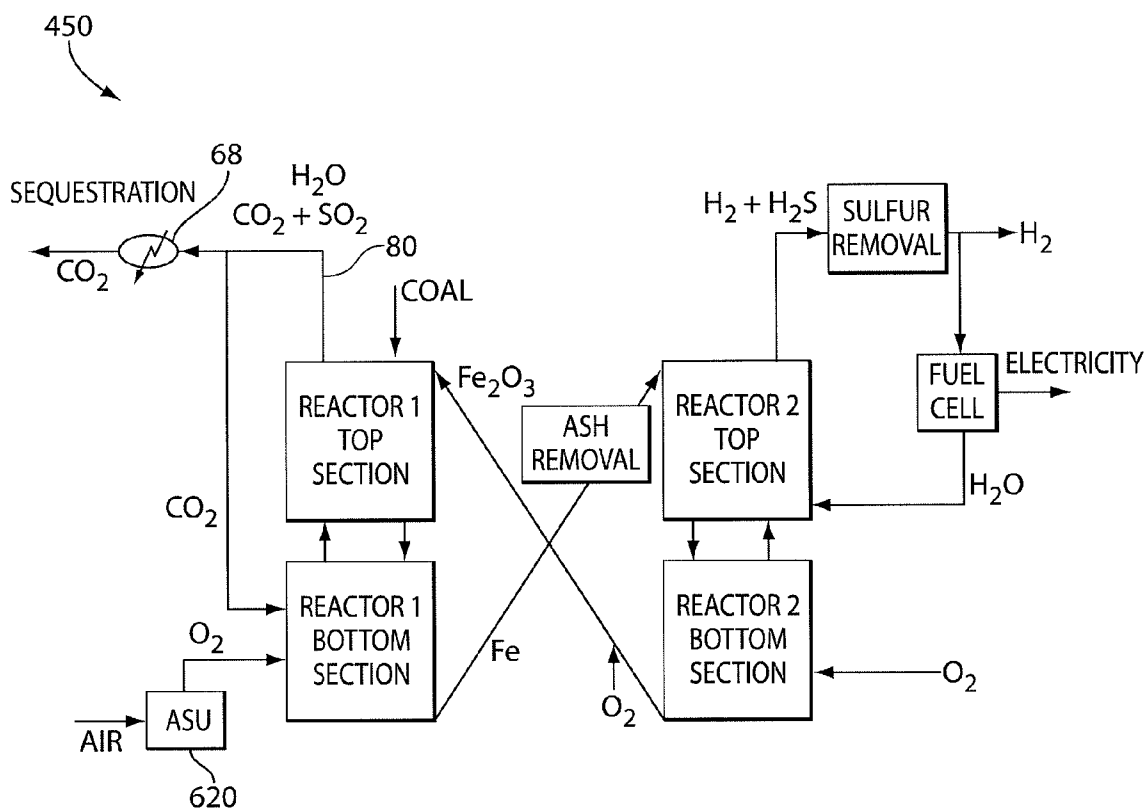 450
68
SEQUESTRATION
H₂O
CO₂ + SO₂
CO₂
80
COAL
H₂ + H₂S
SULFUR
REMOVAL
H₂
REACTOR 1
TOP
SECTION
Fe₂O₃
ASH
REMOVAL
REACTOR 2
TOP
SECTION
FUEL
CELL
ELECTRICITY
H₂O
CO₂
REACTOR 1
BOTTOM
SECTION
O₂
Fe
O₂
REACTOR 2
BOTTOM
SECTION
O₂
AIR
ASU
620